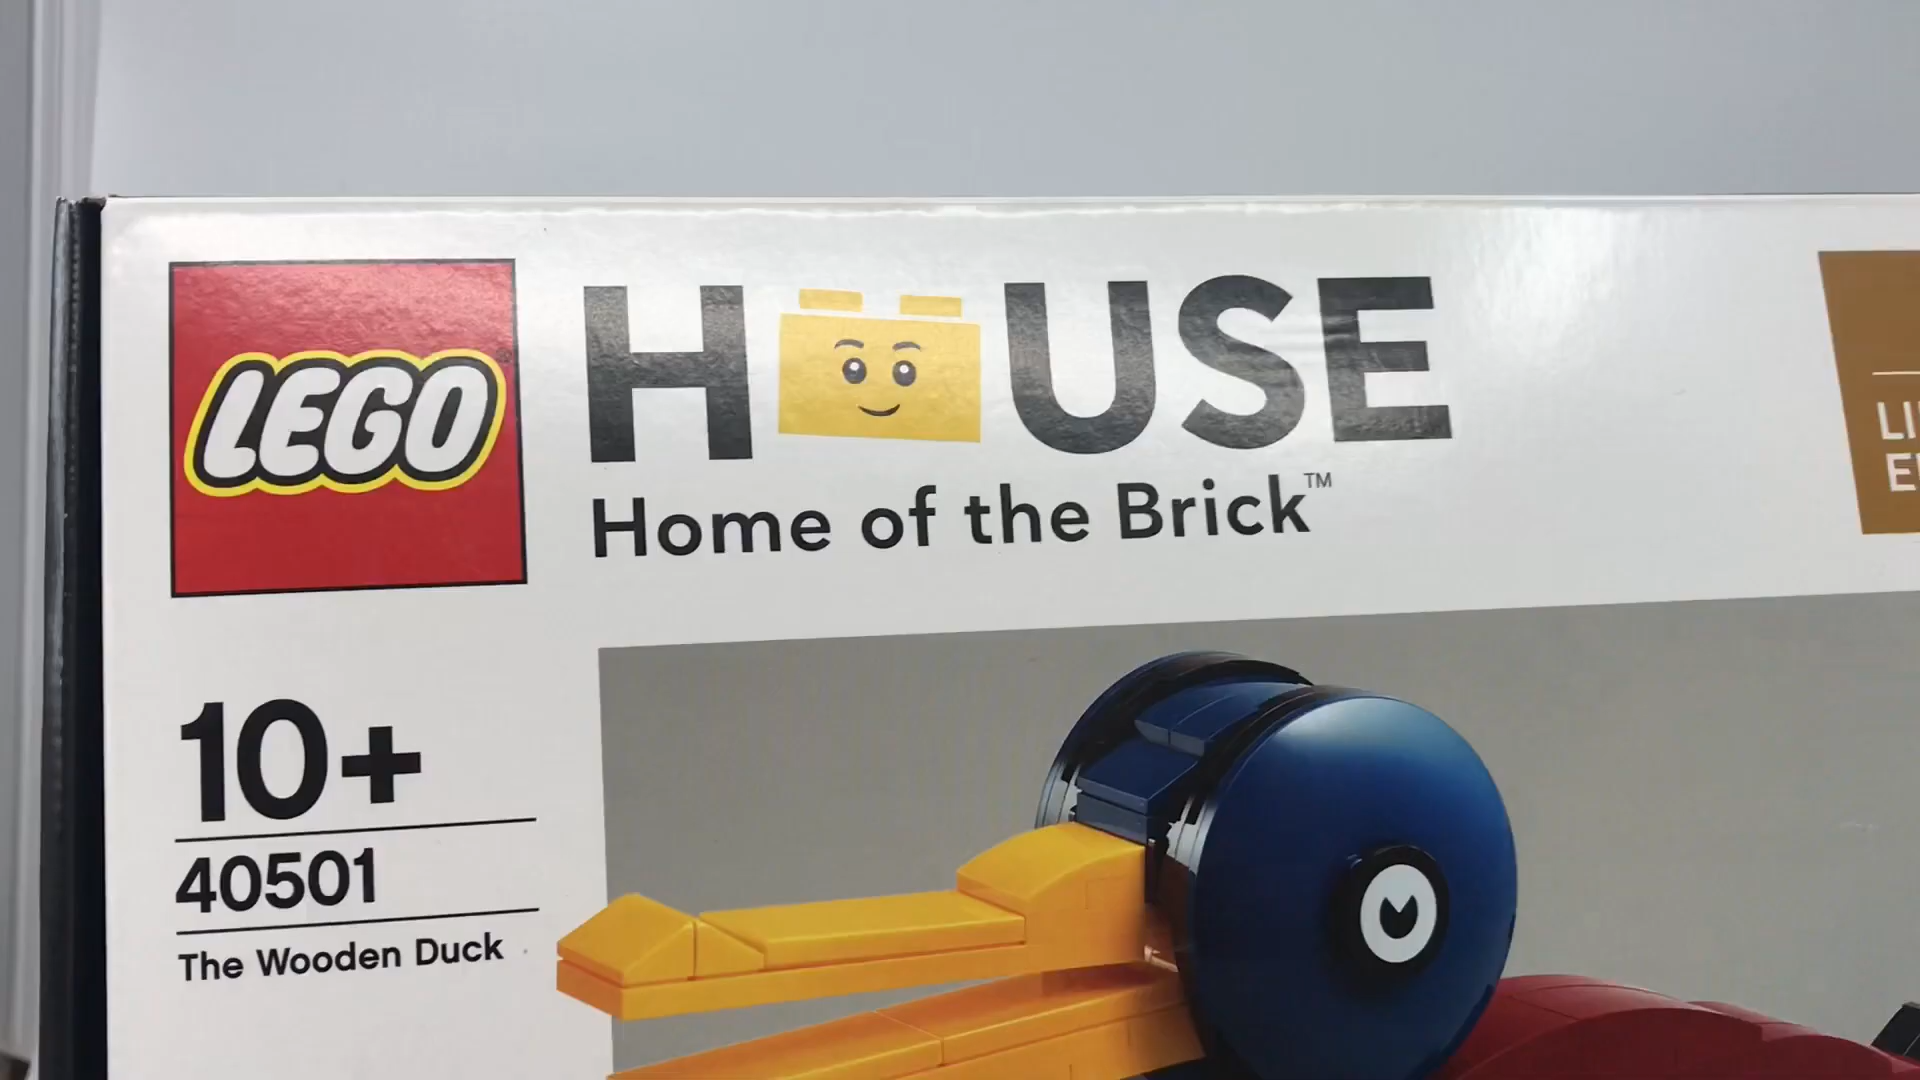 LEGO
HOUSE
Home of the Brick™
10+
40501
The Wooden Duck